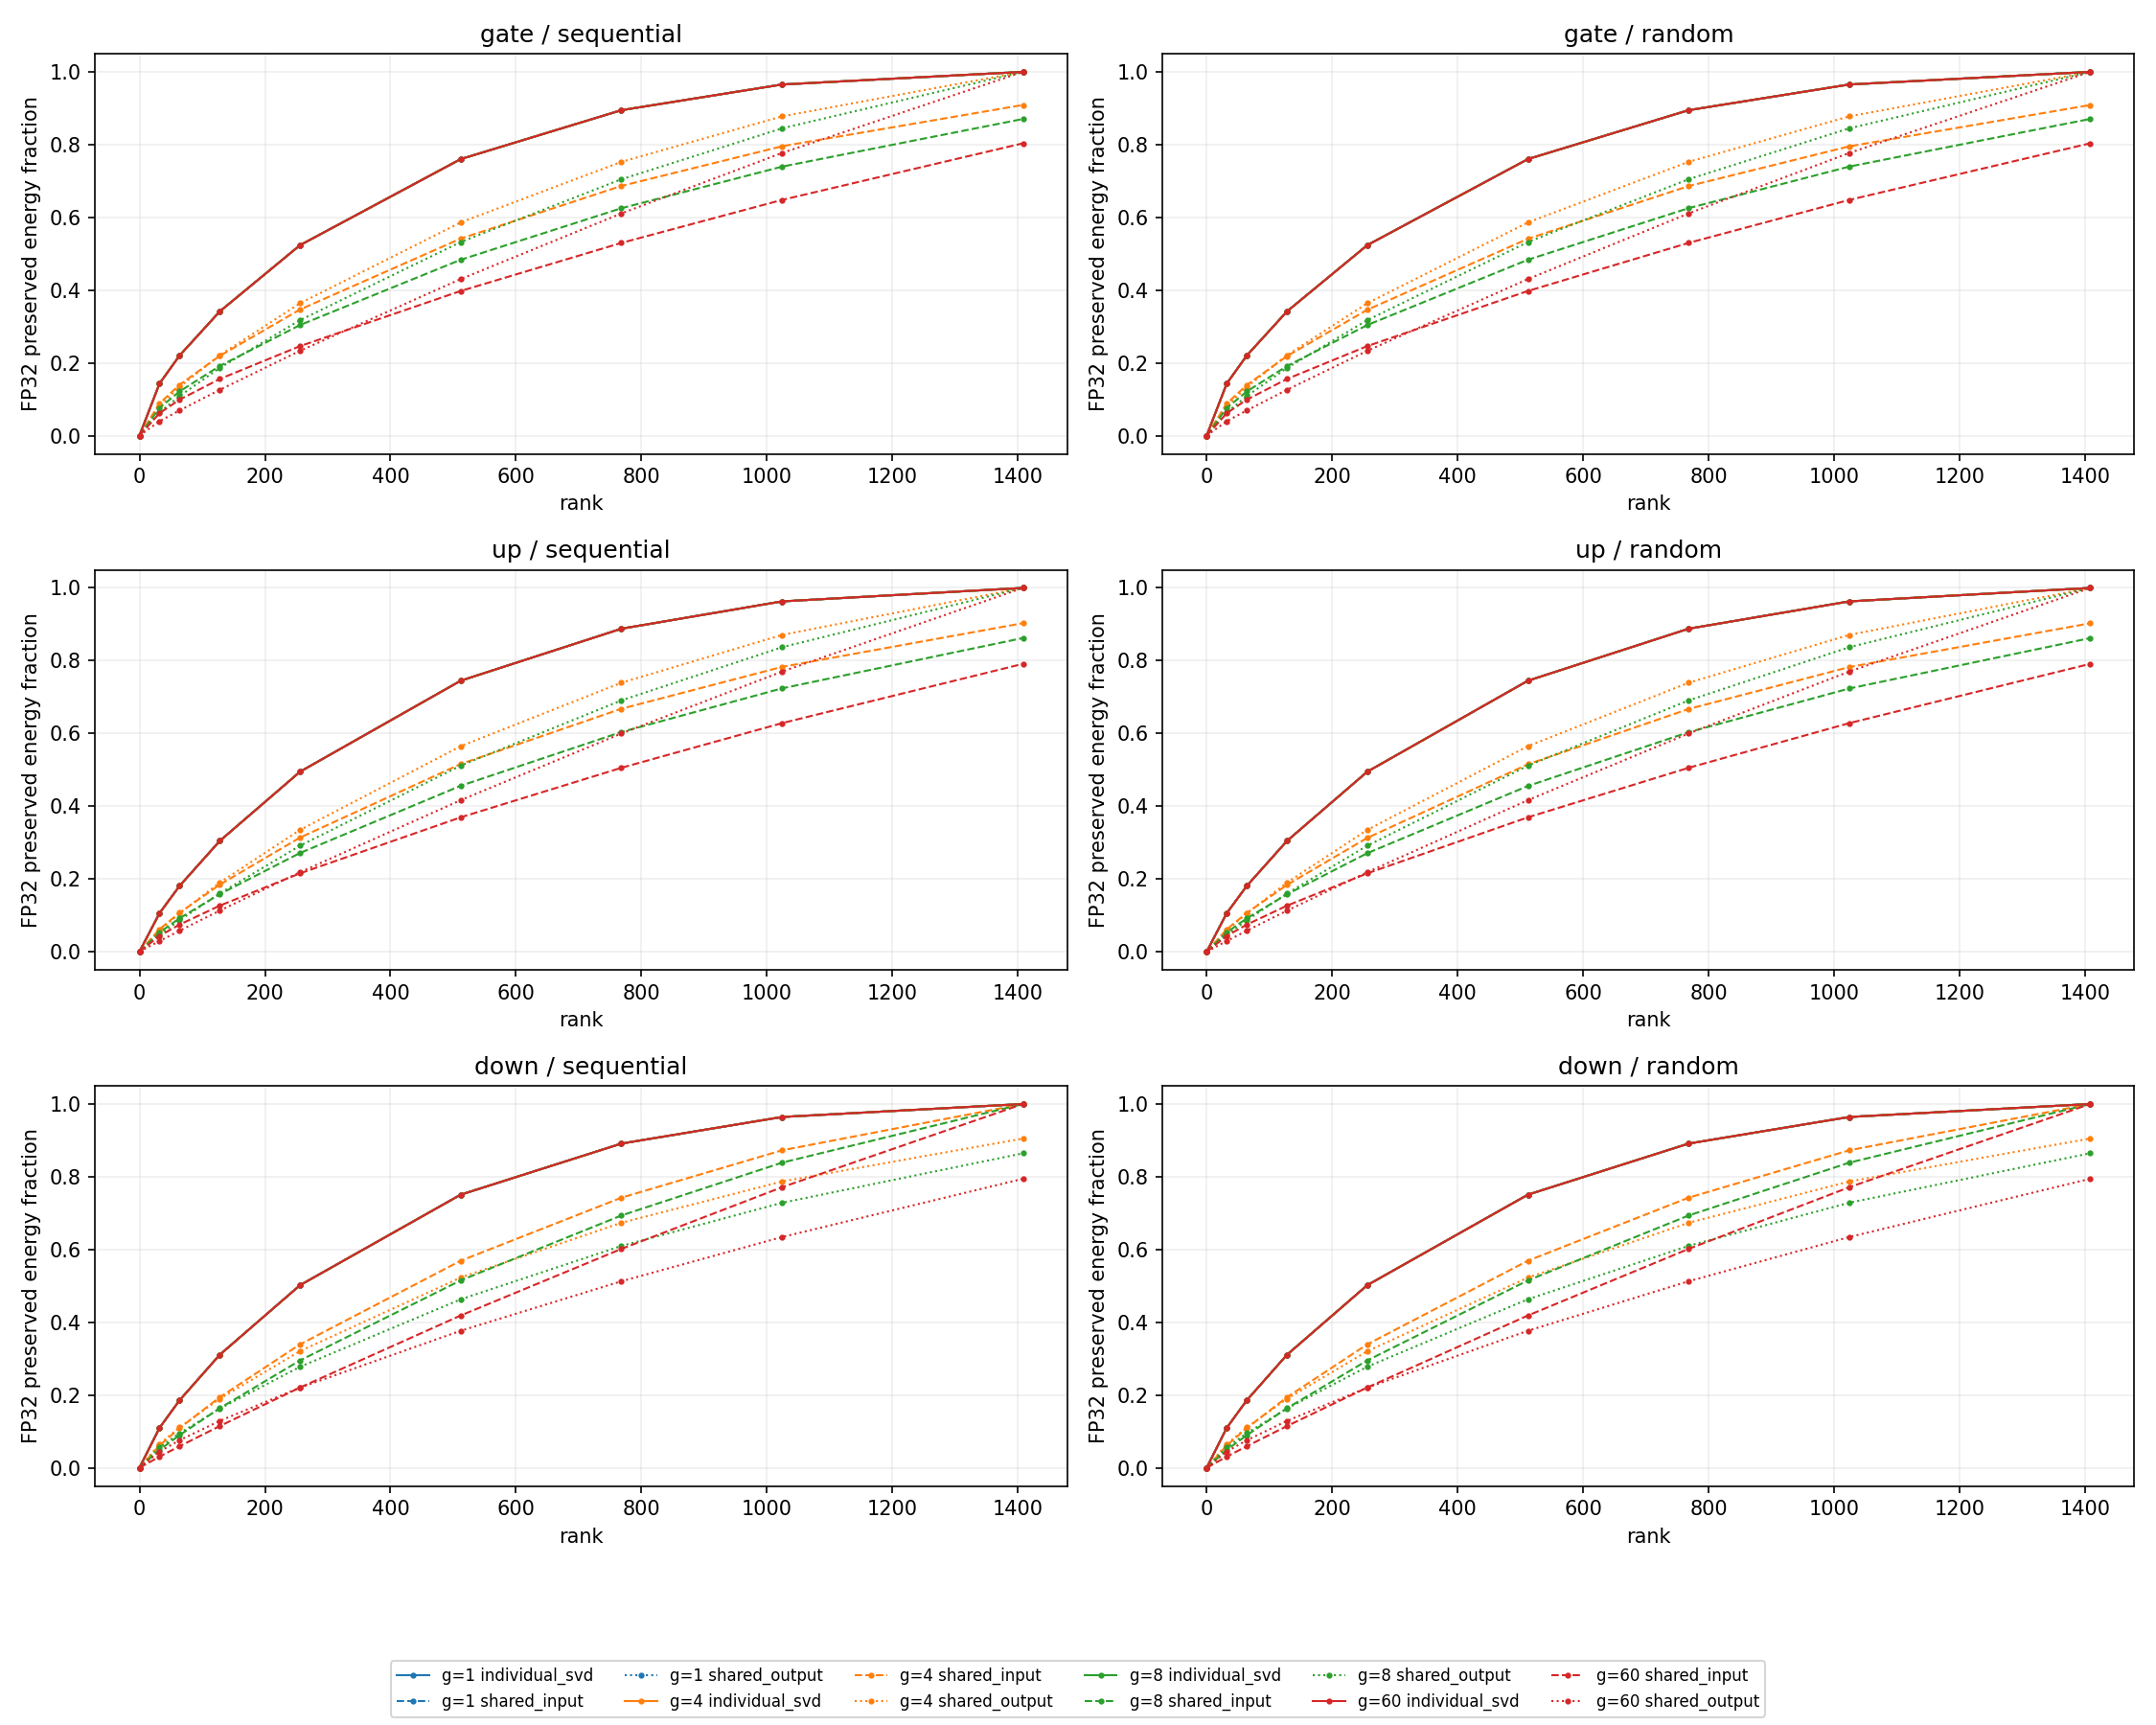 gate / sequential
FP32 preserved energy fraction
1.0
0.8
0.6
0.4
0.2
0.0
0 200 400 600 800 1000 1200 1400
rank
gate / random
FP32 preserved energy fraction
1.0
0.8
0.6
0.4
0.2
0.0
0 200 400 600 800 1000 1200 1400
rank
up / sequential
FP32 preserved energy fraction
1.0
0.8
0.6
0.4
0.2
0.0
0 200 400 600 800 1000 1200 1400
rank
up / random
FP32 preserved energy fraction
1.0
0.8
0.6
0.4
0.2
0.0
0 200 400 600 800 1000 1200 1400
rank
down / sequential
FP32 preserved energy fraction
1.0
0.8
0.6
0.4
0.2
0.0
0 200 400 600 800 1000 1200 1400
rank
down / random
FP32 preserved energy fraction
1.0
0.8
0.6
0.4
0.2
0.0
0 200 400 600 800 1000 1200 1400
rank
g=1 individual_svd g=1 shared_output g=4 shared_input g=8 individual_svd g=8 shared_output g=60 shared_input
g=1 shared_input g=4 individual_svd g=4 shared_output g=8 shared_input g=60 individual_svd g=60 shared_output